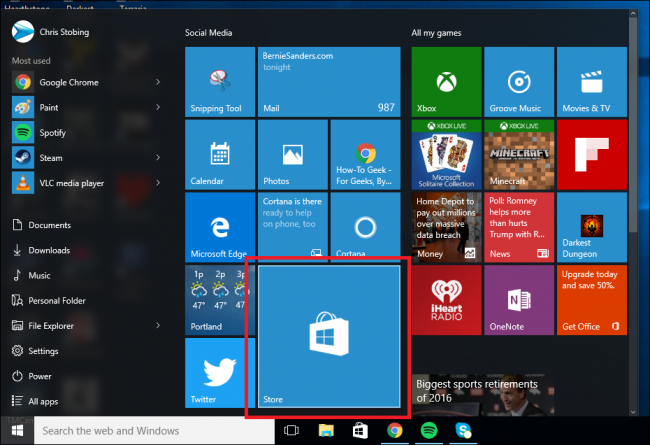 Hearthstone Darkest Terraria
Chris Stobing
Most used
Google Chrome
Paint
Spotify
Steam
VLC media player
Documents
Downloads
Music
Personal Folder
File Explorer
Settings
Power
All apps
Social Media
Snipping Tool
BernieSanders.com
tonight
Mail 987
Calendar
Photos
How-To Geek -
For Geeks, By...
Microsoft Edge
Cortana is there
ready to help
on phone, too
Cortana
1p 2p 3p
47° 47° 47°
Portland
Store
Twitter
All my games
Xbox
Groove Music
Movies & TV
XBOX LIVE
Microsoft
Solitaire Collection
XBOX LIVE
MINECRAFT
Minecraft
Home Depot to
pay out millions
over massive
data breach
Money
Poll: Romney
helps more
than hurts
Trump with R...
News
Darkest
Dungeon
iHeart
RADIO
OneNote
Upgrade today
and save 50%.
Get Office
Biggest sports retirements
of 2016
Search the web and Windows